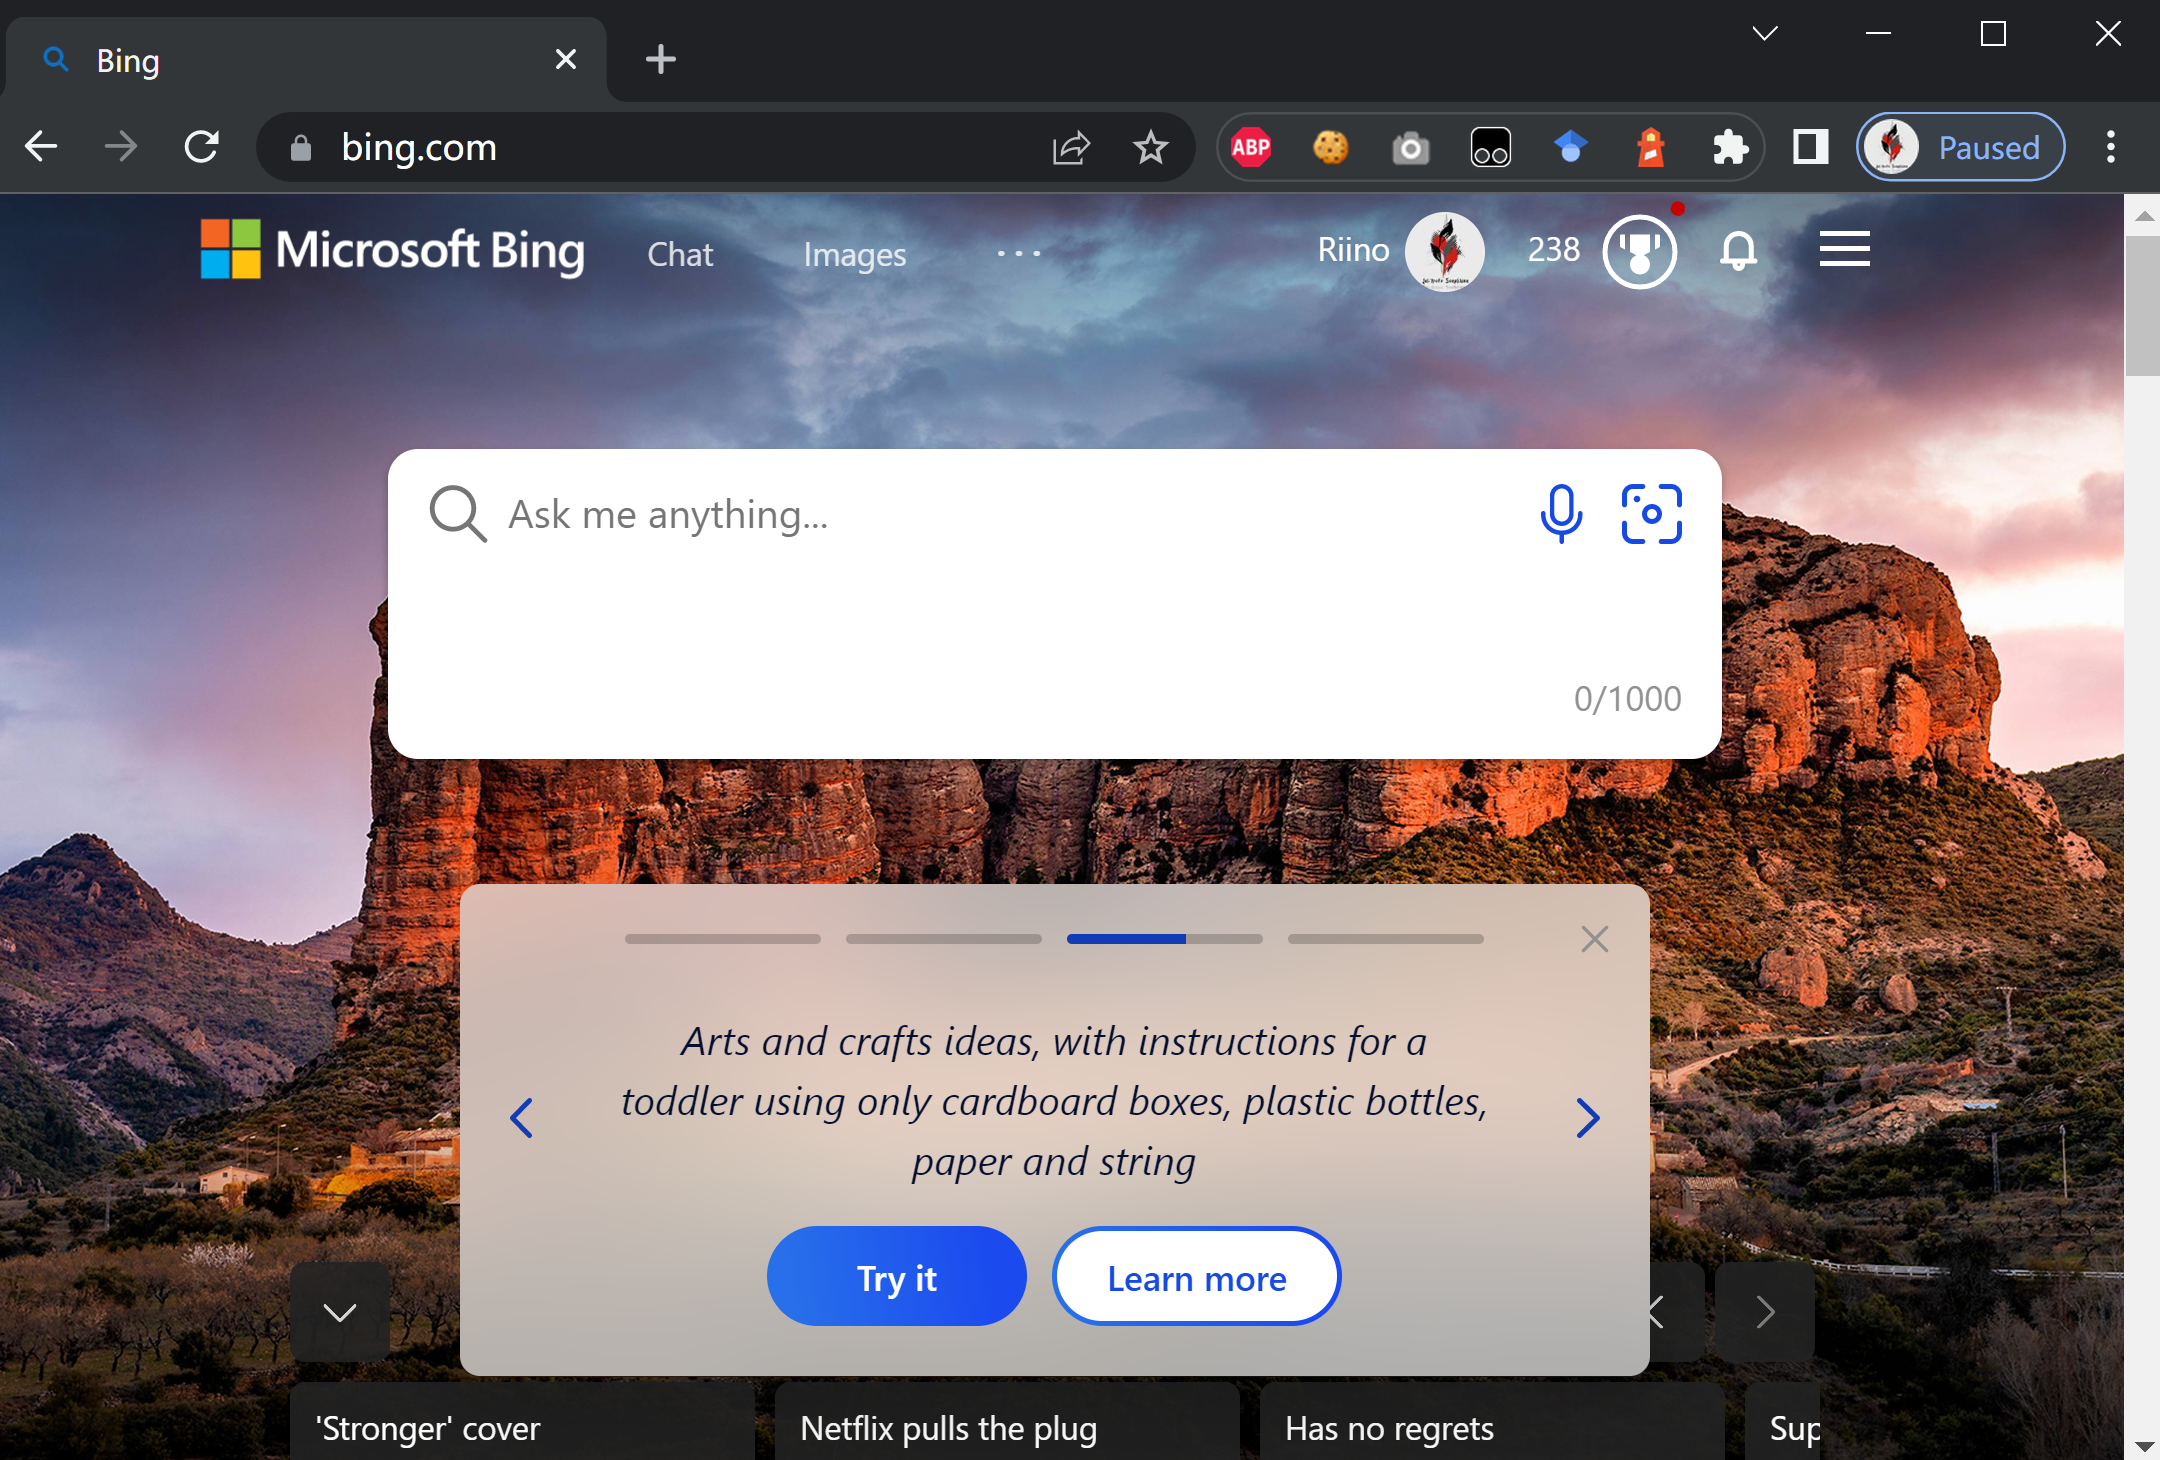 Bing
bing.com
ABP
Paused
Microsoft Bing
Chat
Images
Riino
238
Ask me anything...
0/1000
Arts and crafts ideas, with instructions for a
toddler using only cardboard boxes, plastic bottles,
paper and string
Try it
Learn more
'Stronger' cover
Netflix pulls the plug
Has no regrets
Sup